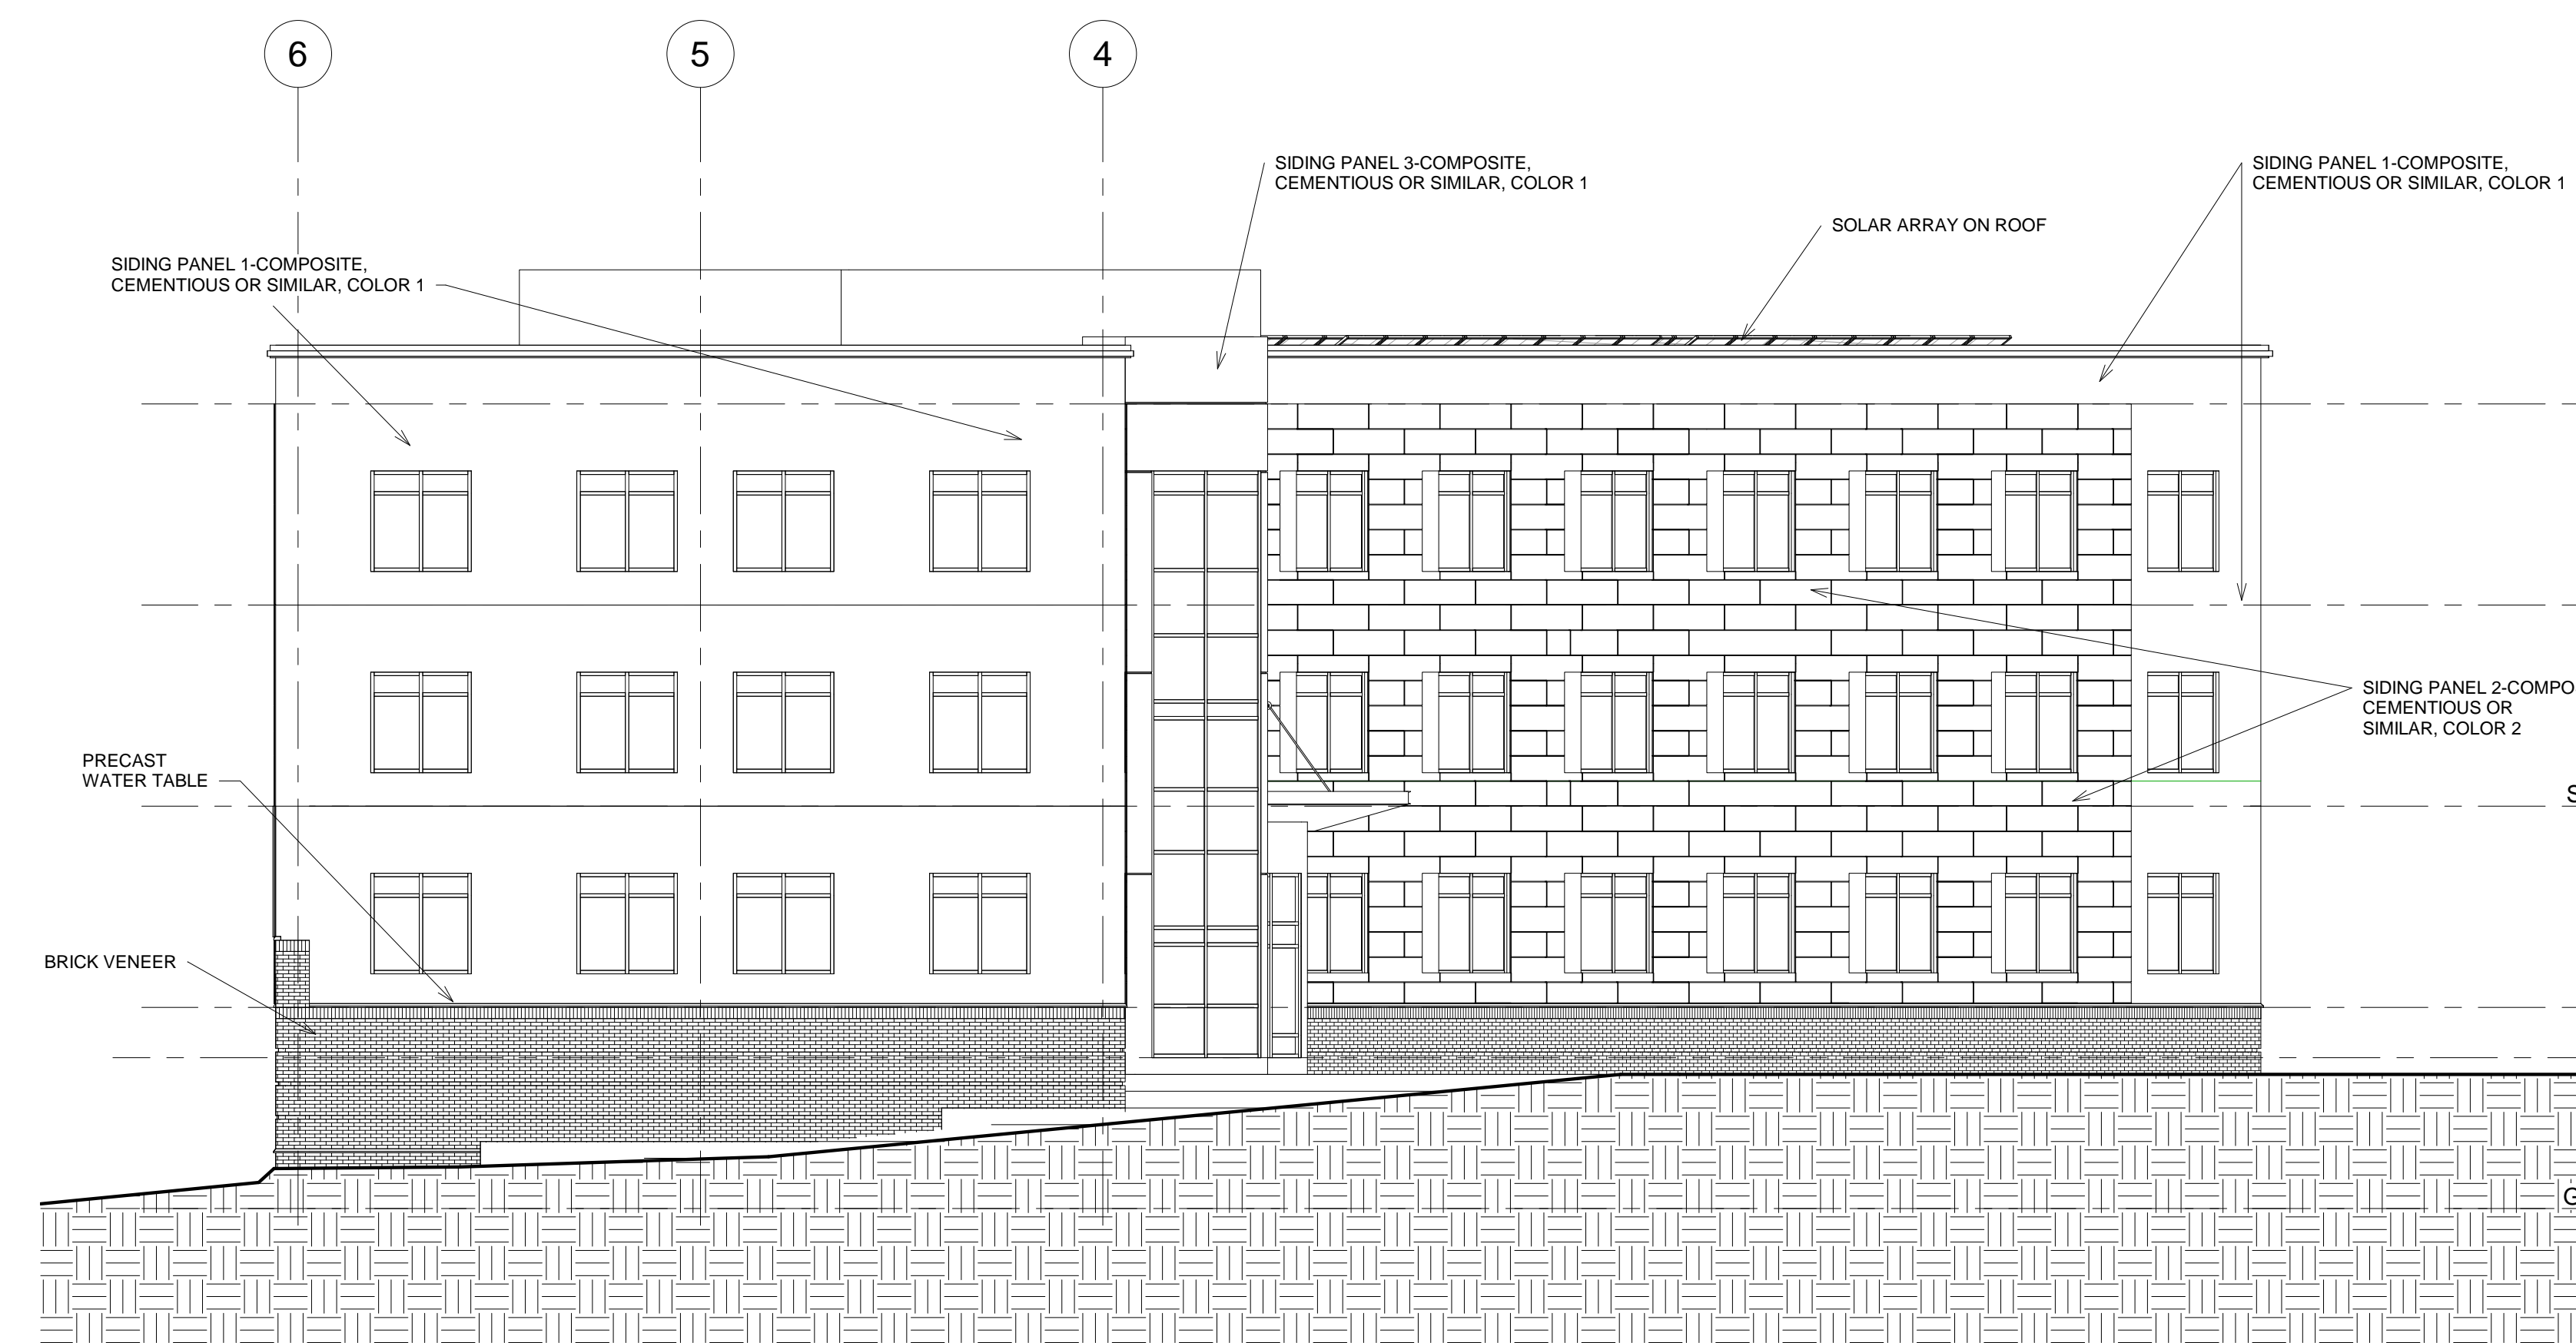 6
5
4
SIDING PANEL 3-COMPOSITE,
CEMENTIOUS OR SIMILAR, COLOR 1
SIDING PANEL 1-COMPOSITE,
CEMENTIOUS OR SIMILAR, COLOR 1
SOLAR ARRAY ON ROOF
SIDING PANEL 1-COMPOSITE,
CEMENTIOUS OR SIMILAR, COLOR 1
SIDING PANEL 2-COMPO
CEMENTIOUS OR
SIMILAR, COLOR 2
PRECAST
WATER TABLE
S
BRICK VENEER
G